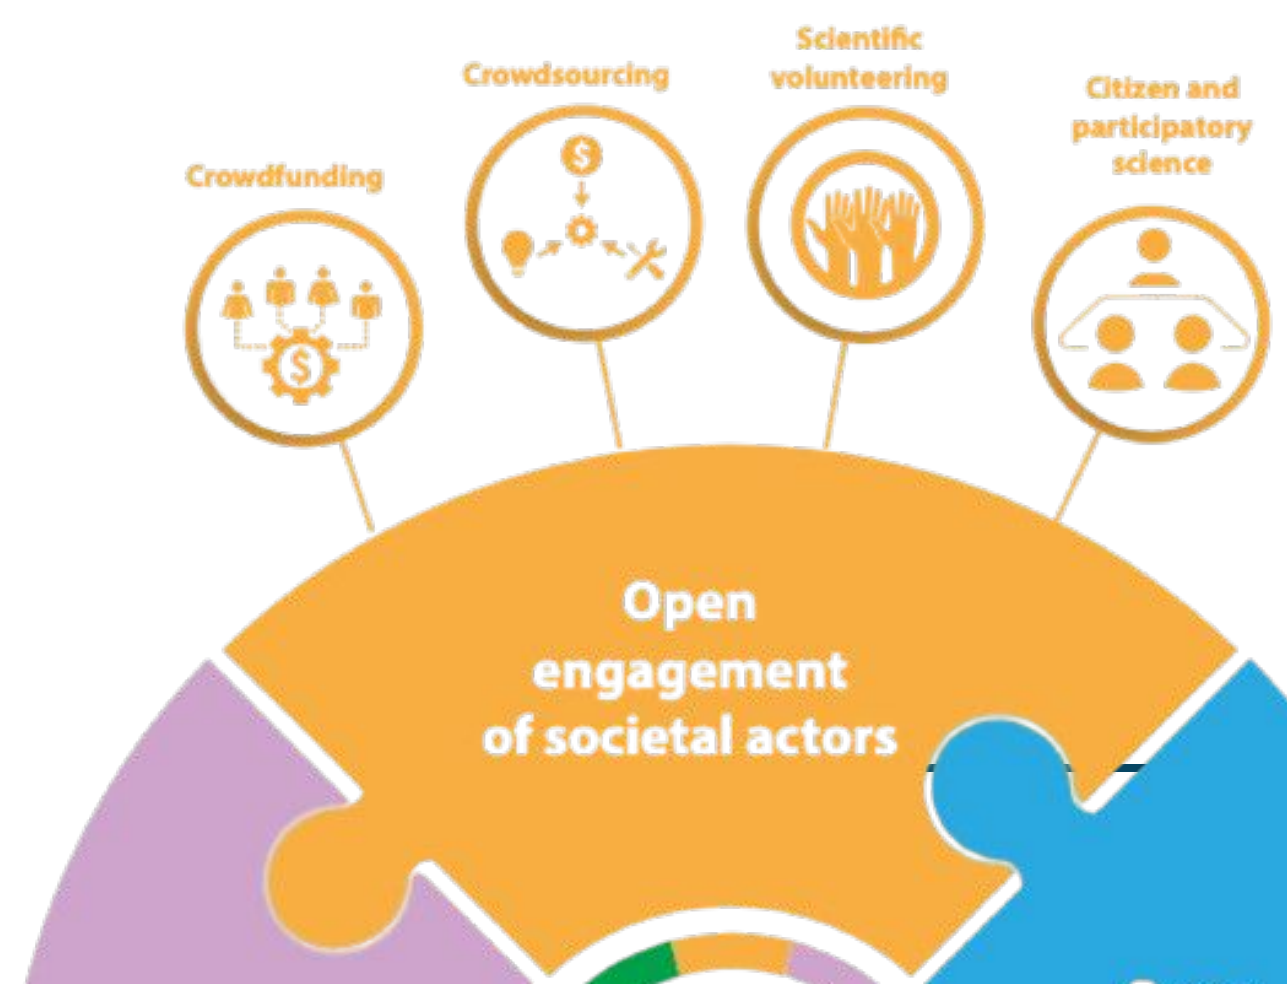 Crowdfunding
Crowdsourcing
Scientific
volunteering
Citizen and
participatory
science
$
$
Open
engagement
of societal actors